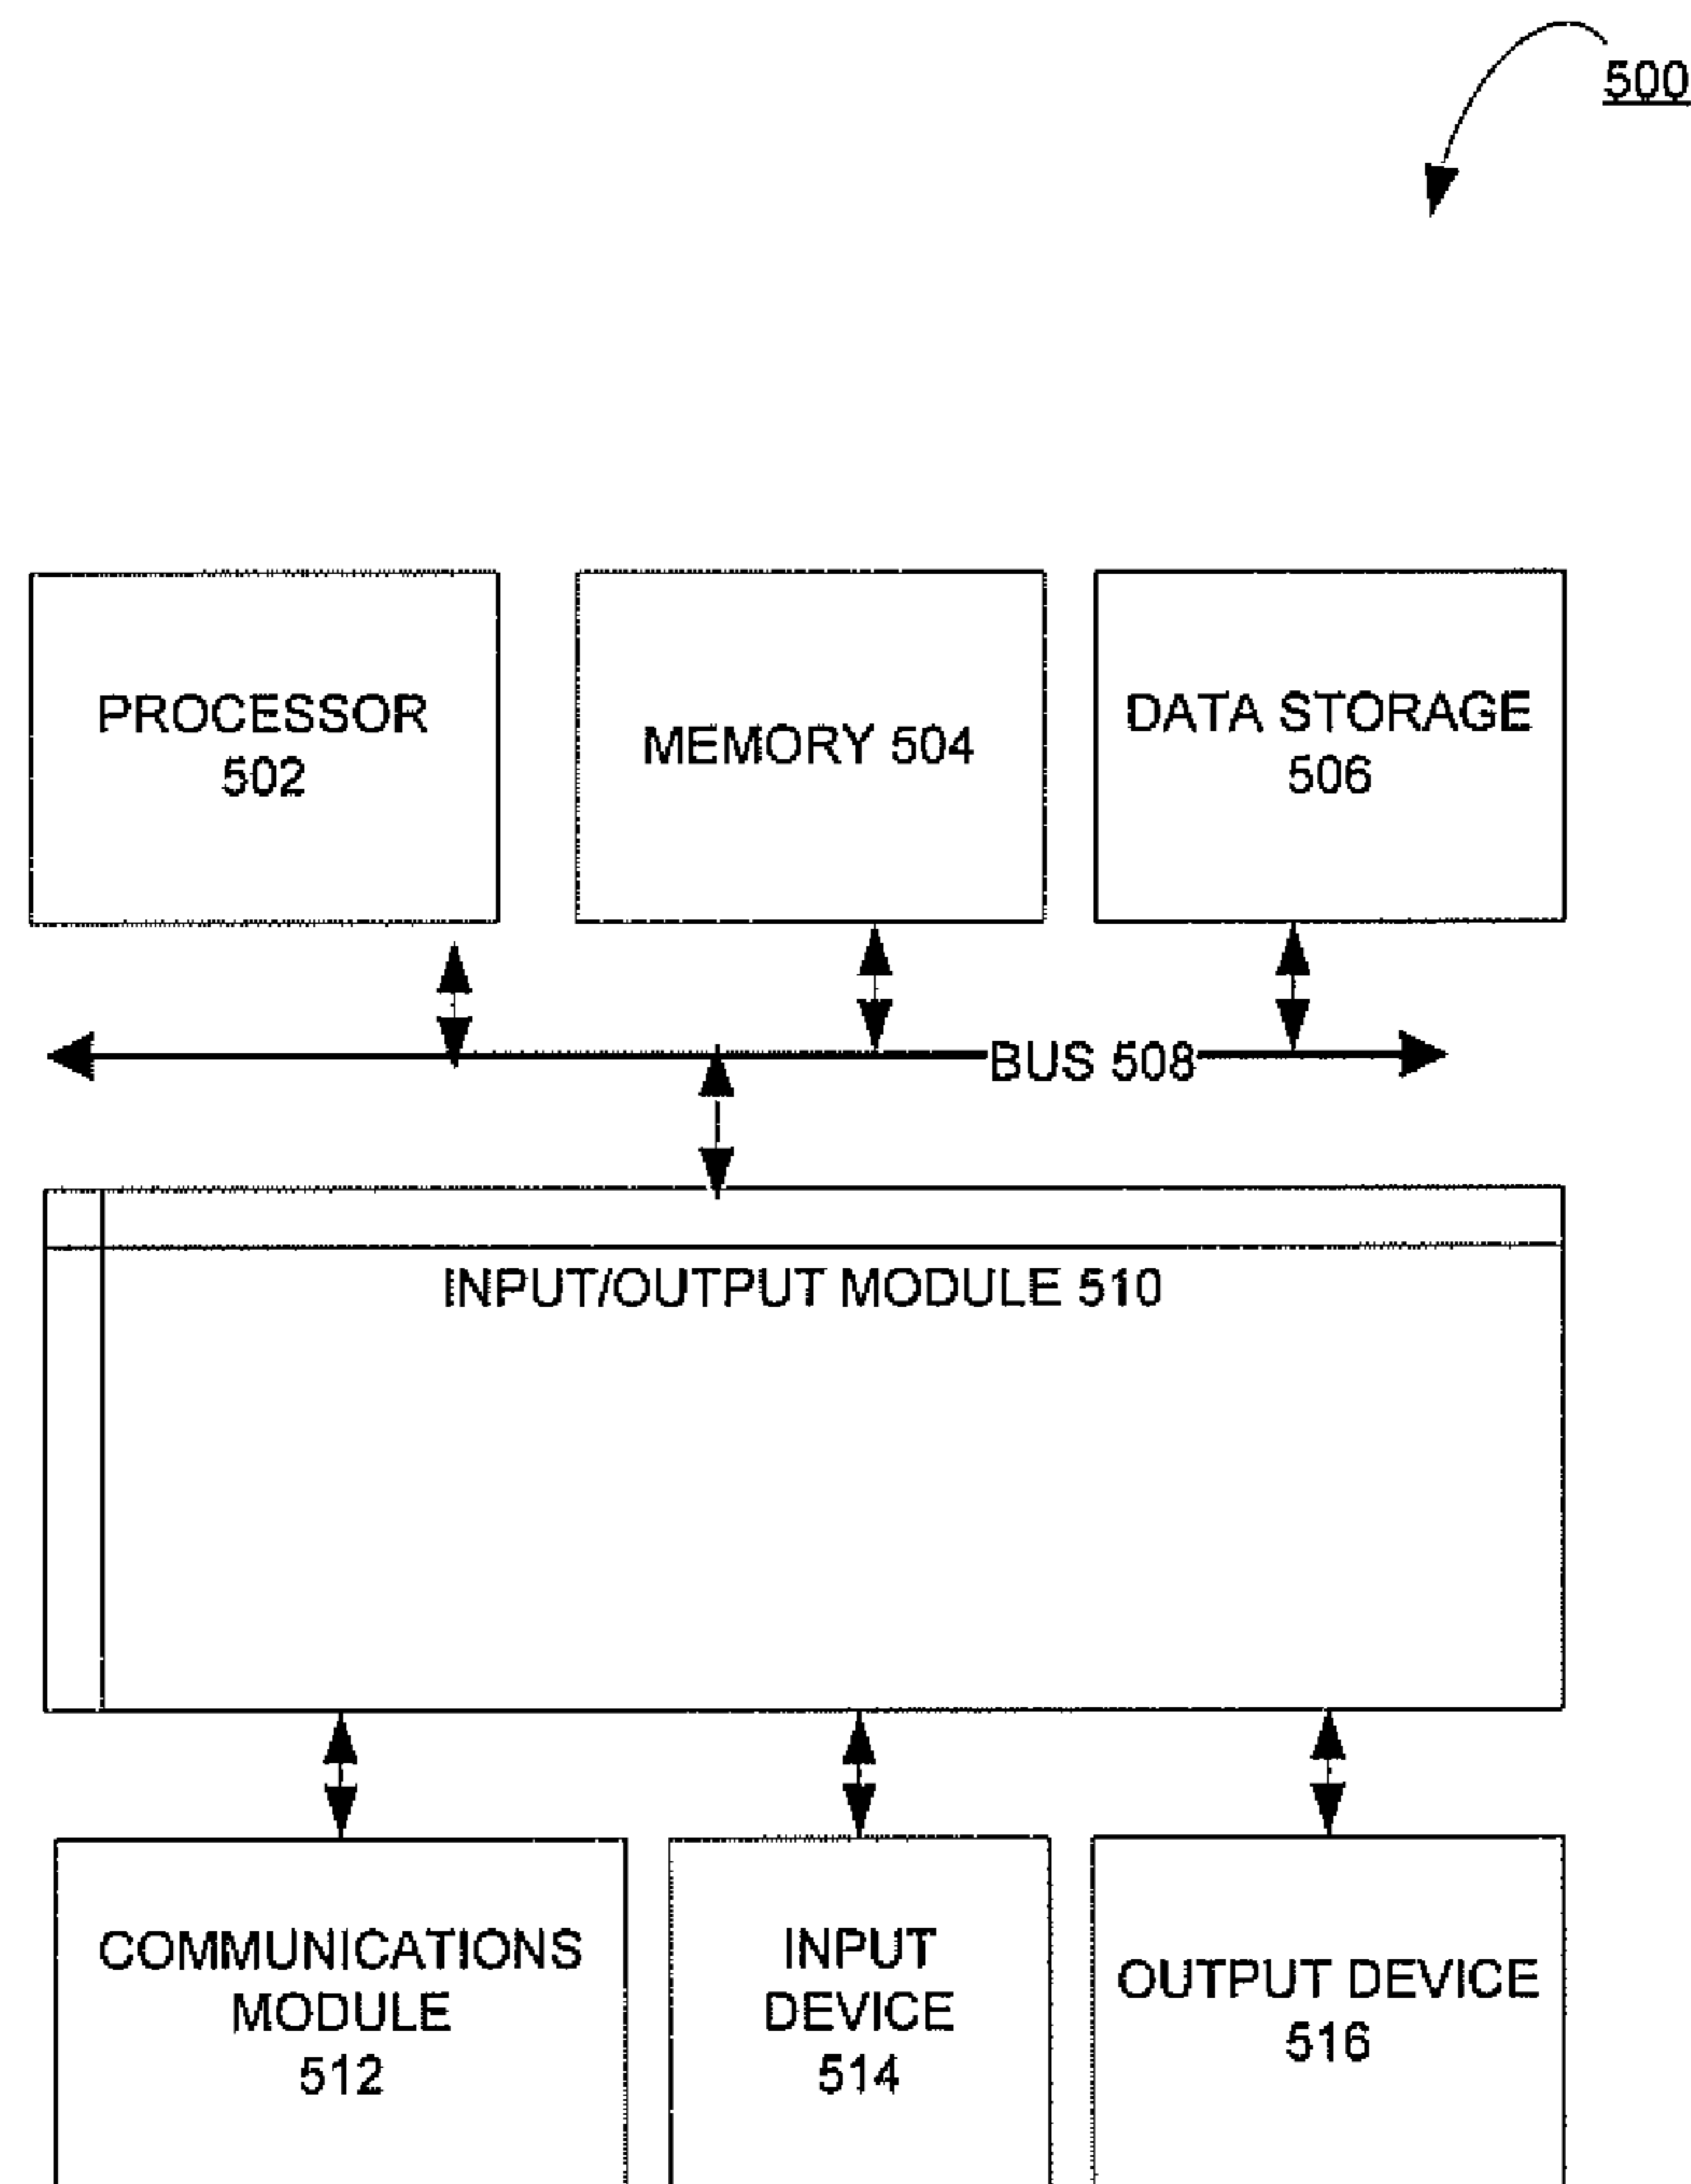 500
PROCESSOR
502
MEMORY 504
DATA STORAGE
506
BUS 508
INPUT/OUTPUT MODULE 510
COMMUNICATIONS
MODULE
512
INPUT
DEVICE
514
OUTPUT DEVICE
516